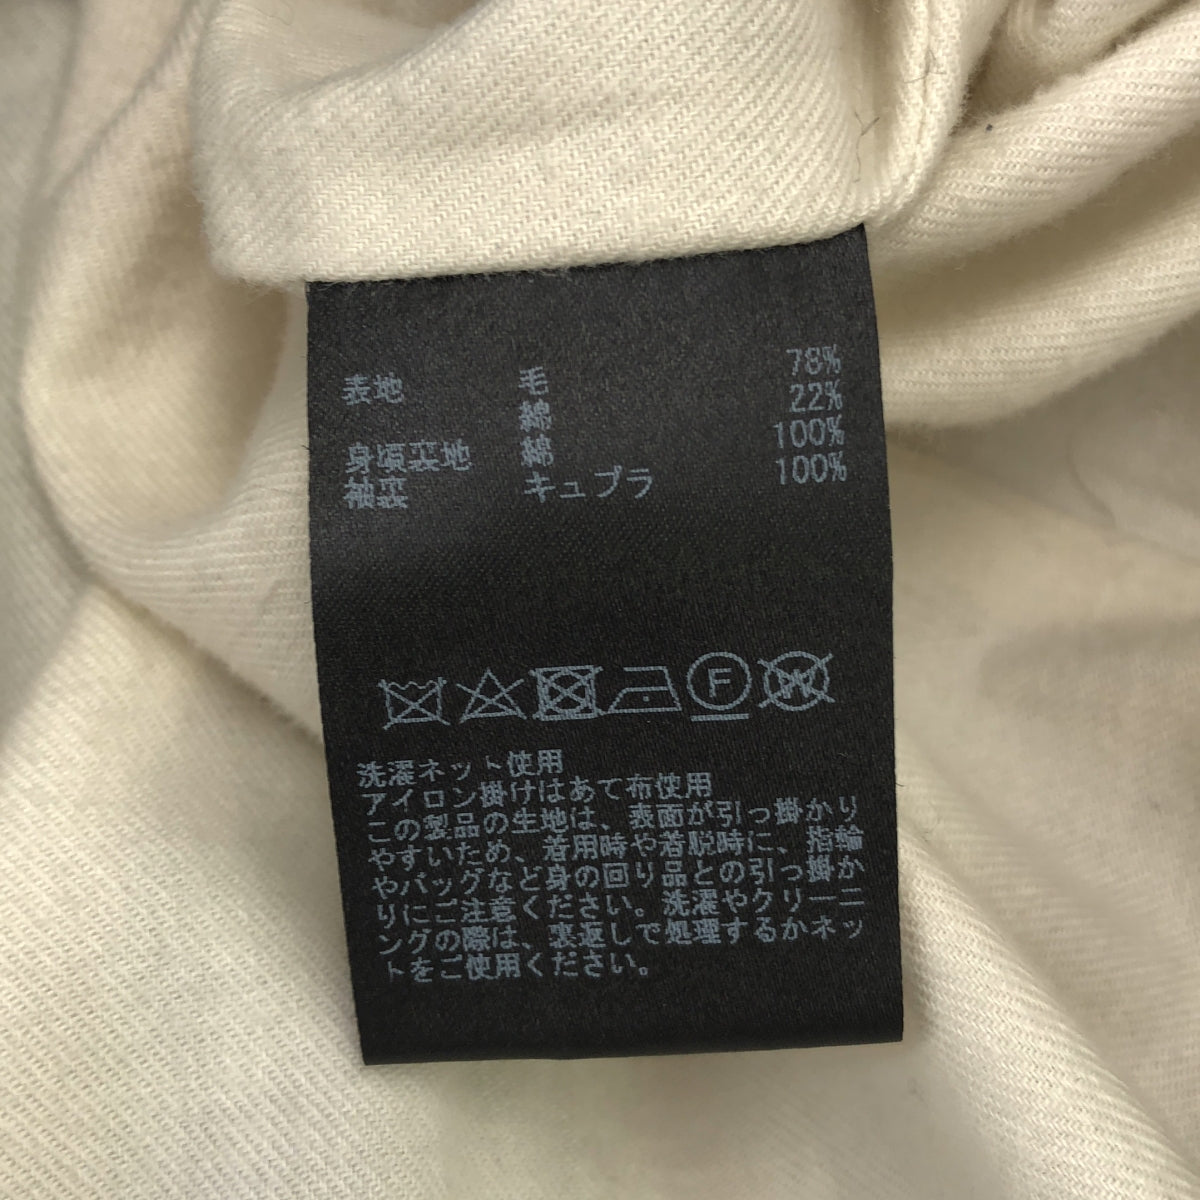 表地 毛 78%
綿 22%
身頃裏地 綿 100%
袖裏 キュプラ 100%
F W
洗濯ネット使用
アイロン掛けはあて布使用
この製品の生地は、表面が引っ掛かり
やすいため、着用時や着脱時に、指輪
やバッグなど身の回り品との引っ掛か
りにご注意ください。洗濯やクリーニ
ングの際は、裏返しで処理するかネッ
トをご使用ください。